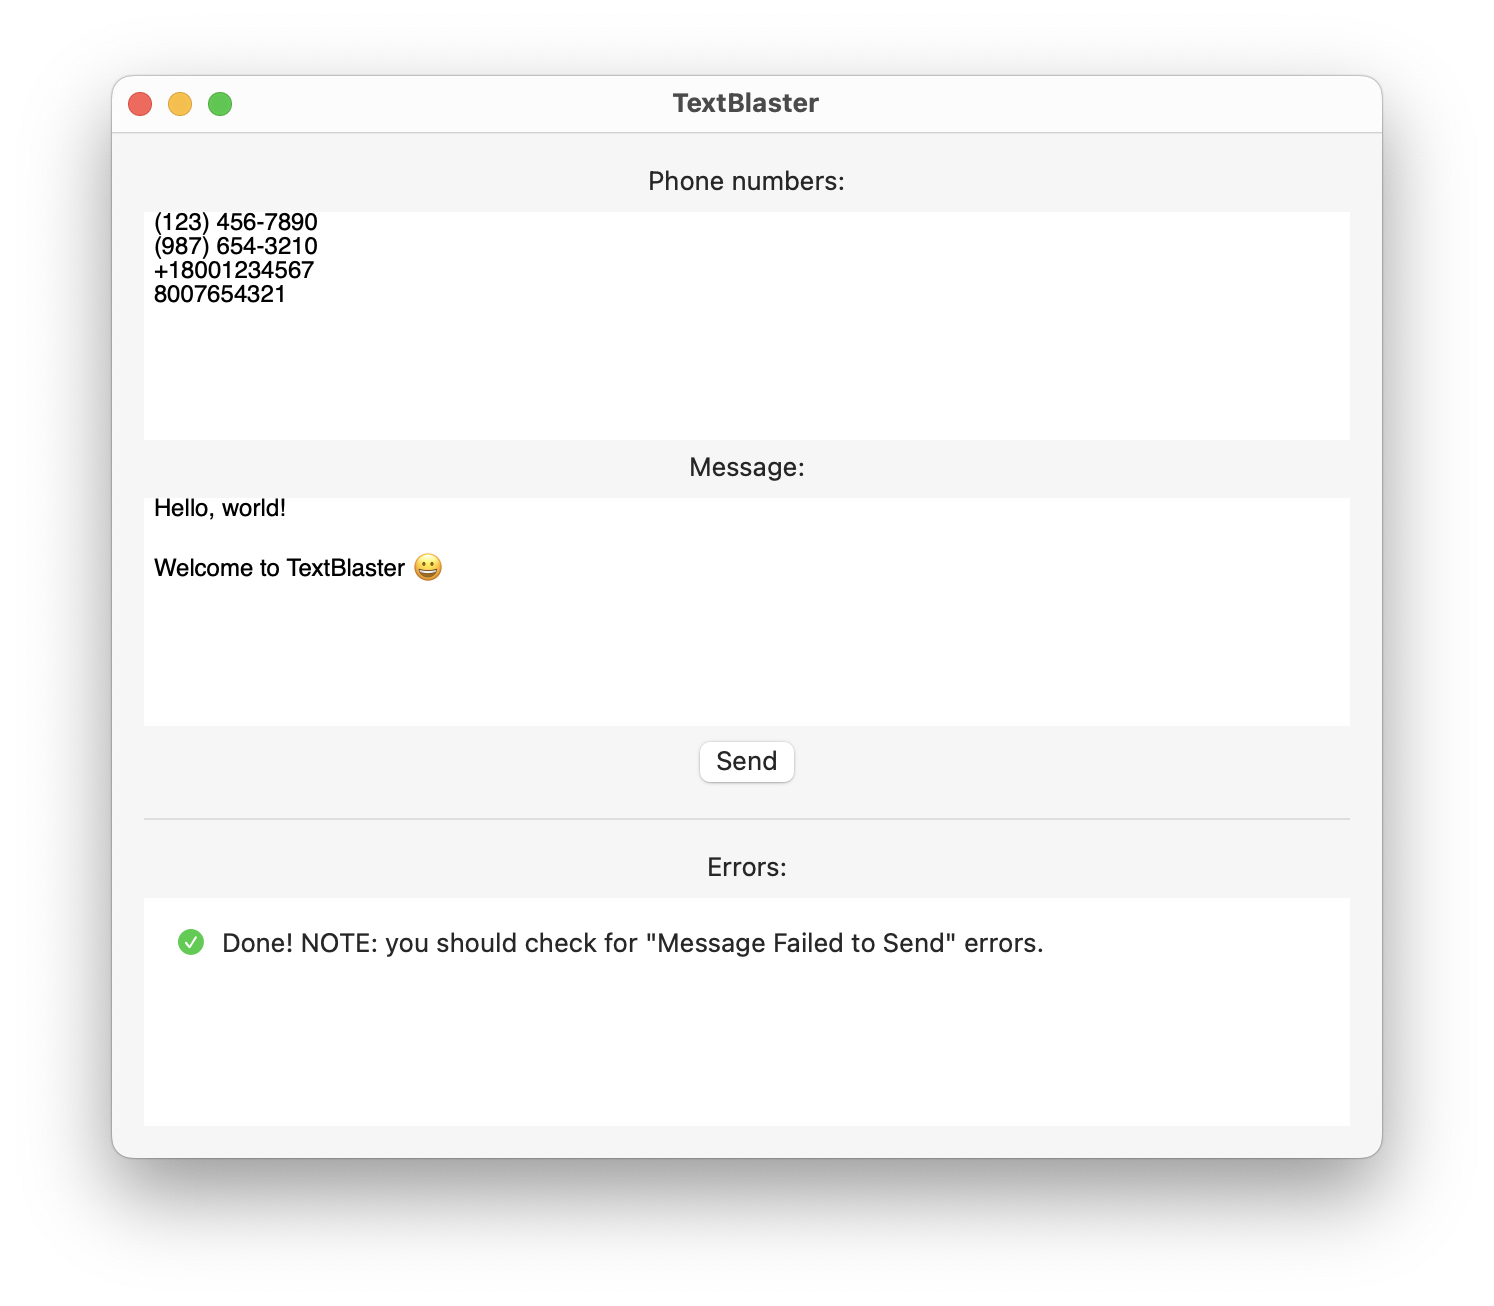 TextBlaster
Phone numbers:
(123) 456-7890
(987) 654-3210
+18001234567
8007654321
Message:
Hello, world!
Welcome to TextBlaster 😀
Send
Errors:
Done! NOTE: you should check for "Message Failed to Send" errors.